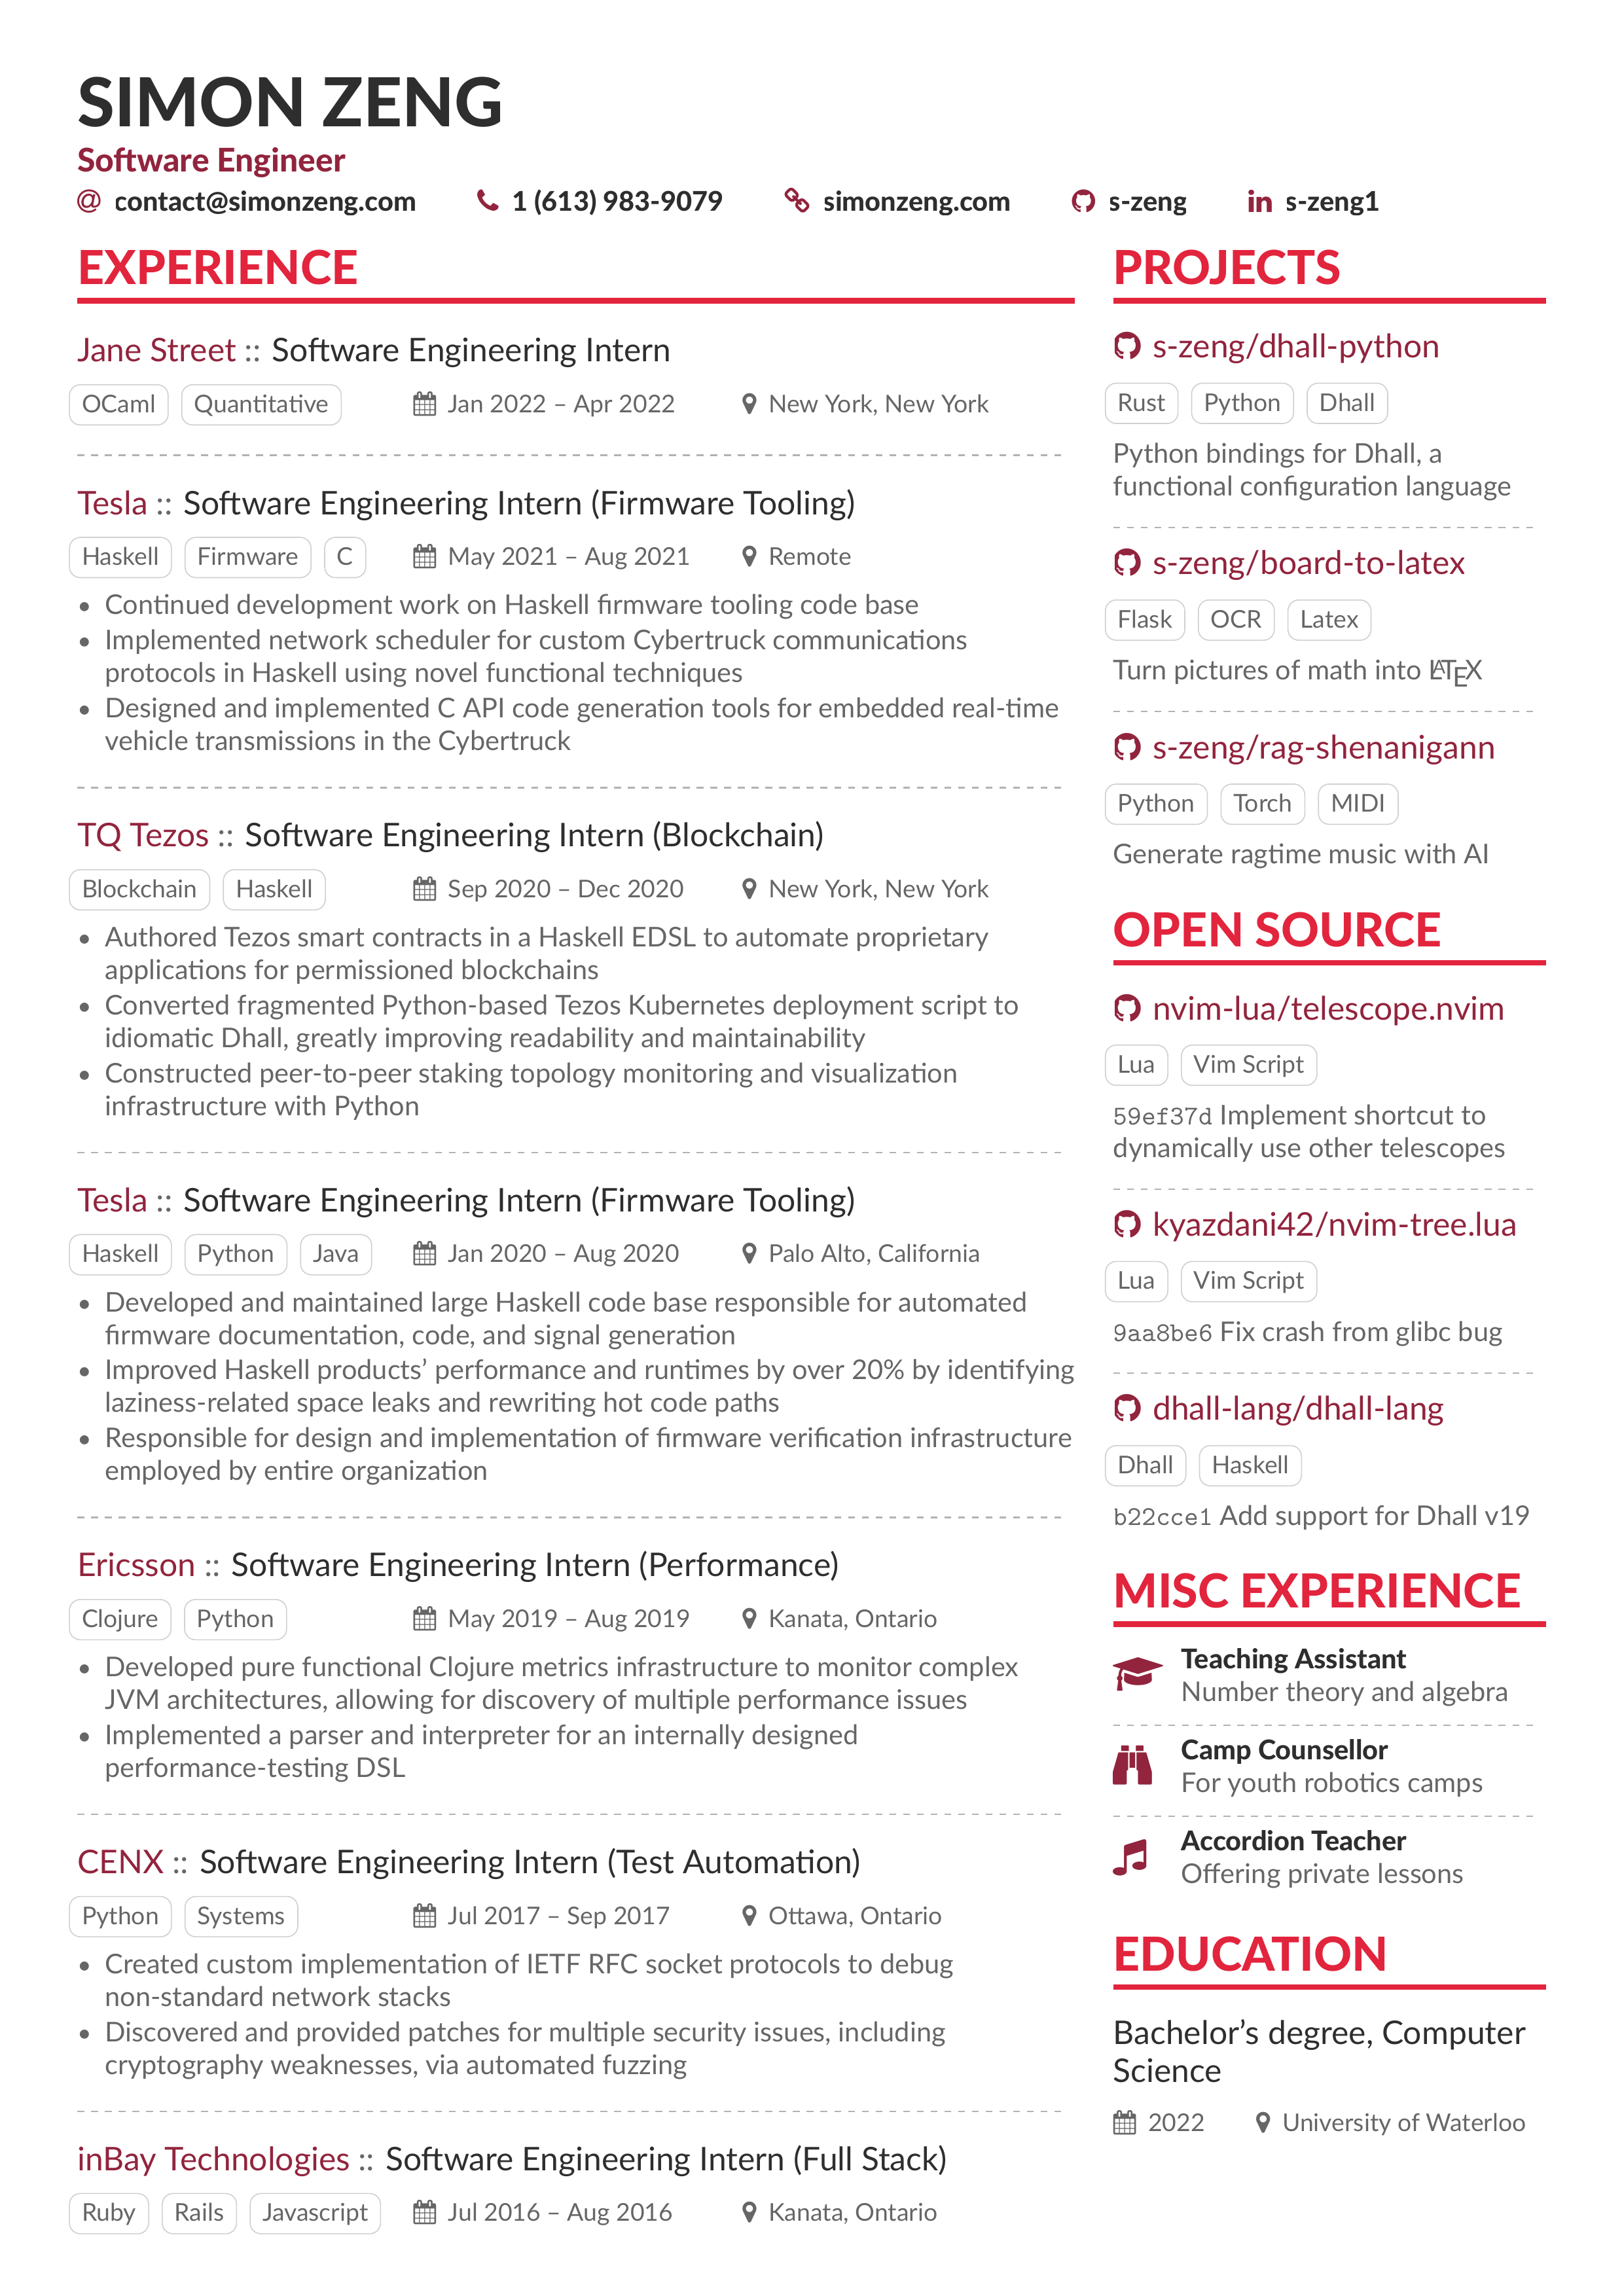 SIMON ZENG
Software Engineer
contact@simonzeng.com 1 (613) 983-9079 simonzeng.com s-zeng s-zeng1
EXPERIENCE
Jane Street :: Software Engineering Intern
OCaml Quantitative Jan 2022 – Apr 2022 New York, New York
Tesla :: Software Engineering Intern (Firmware Tooling)
Haskell Firmware C May 2021 – Aug 2021 Remote
• Continued development work on Haskell firmware tooling code base
• Implemented network scheduler for custom Cybertruck communications
protocols in Haskell using novel functional techniques
• Designed and implemented C API code generation tools for embedded real-time
vehicle transmissions in the Cybertruck
TQ Tezos :: Software Engineering Intern (Blockchain)
Blockchain Haskell Sep 2020 – Dec 2020 New York, New York
• Authored Tezos smart contracts in a Haskell EDSL to automate proprietary
applications for permissioned blockchains
• Converted fragmented Python-based Tezos Kubernetes deployment script to
idiomatic Dhall, greatly improving readability and maintainability
• Constructed peer-to-peer staking topology monitoring and visualization
infrastructure with Python
Tesla :: Software Engineering Intern (Firmware Tooling)
Haskell Python Java Jan 2020 – Aug 2020 Palo Alto, California
• Developed and maintained large Haskell code base responsible for automated
firmware documentation, code, and signal generation
• Improved Haskell products’ performance and runtimes by over 20% by identifying
laziness-related space leaks and rewriting hot code paths
• Responsible for design and implementation of firmware verification infrastructure
employed by entire organization
Ericsson :: Software Engineering Intern (Performance)
Clojure Python May 2019 – Aug 2019 Kanata, Ontario
• Developed pure functional Clojure metrics infrastructure to monitor complex
JVM architectures, allowing for discovery of multiple performance issues
• Implemented a parser and interpreter for an internally designed
performance-testing DSL
CENX :: Software Engineering Intern (Test Automation)
Python Systems Jul 2017 – Sep 2017 Ottawa, Ontario
• Created custom implementation of IETF RFC socket protocols to debug
non-standard network stacks
• Discovered and provided patches for multiple security issues, including
cryptography weaknesses, via automated fuzzing
inBay Technologies :: Software Engineering Intern (Full Stack)
Ruby Rails Javascript Jul 2016 – Aug 2016 Kanata, Ontario
PROJECTS
s-zeng/dhall-python
Rust Python Dhall
Python bindings for Dhall, a
functional configuration language
s-zeng/board-to-latex
Flask OCR Latex
Turn pictures of math into LATEX
s-zeng/rag-shenanigann
Python Torch MIDI
Generate ragtime music with AI
OPEN SOURCE
nvim-lua/telescope.nvim
Lua Vim Script
59ef37d Implement shortcut to
dynamically use other telescopes
kyazdani42/nvim-tree.lua
Lua Vim Script
9aa8be6 Fix crash from glibc bug
dhall-lang/dhall-lang
Dhall Haskell
b22cce1 Add support for Dhall v19
MISC EXPERIENCE
Teaching Assistant
Number theory and algebra
Camp Counsellor
For youth robotics camps
Accordion Teacher
Offering private lessons
EDUCATION
Bachelor’s degree, Computer
Science
2022 University of Waterloo